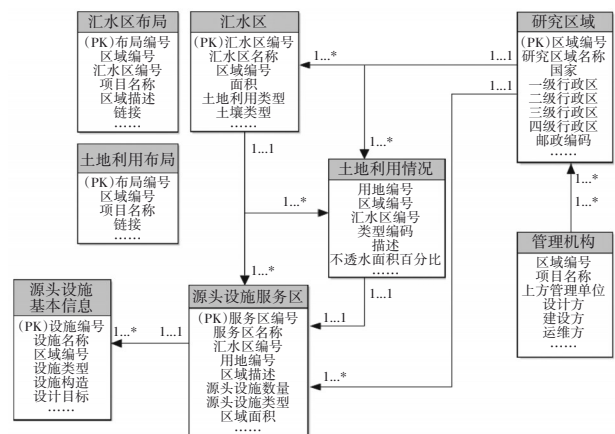 汇水区布局
(PK)布局编号
区域编号
汇水区编号
项目名称
区域描述
链接
……
汇水区
(PK)汇水区编号
汇水区名称
区域编号
面积
土地利用类型
土壤类型
……
研究区域
(PK)区域编号
研究区域名称
国家
一级行政区
二级行政区
三级行政区
四级行政区
邮政编码
……
1…*
1…1
1…*
1…1
1…1
土地利用布局
(PK)布局编号
区域编号
项目名称
链接
……
1…*
土地利用情况
用地编号
区域编号
汇水区编号
类型编码
描述
不透水面积百分比
……
1…*
1…*
管理机构
区域编号
项目名称
上方管理单位
设计方
建设方
运维方
……
1…*
1…1
源头设施
基本信息
(PK)设施编号
设施名称
区域编号
设施类型
设施构造
设计目标
……
1…*
1…1
源头设施服务区
(PK)服务区编号
服务区名称
汇水区编号
用地编号
区域描述
源头设施数量
源头设施类型
区域面积
……
1…1
1…*